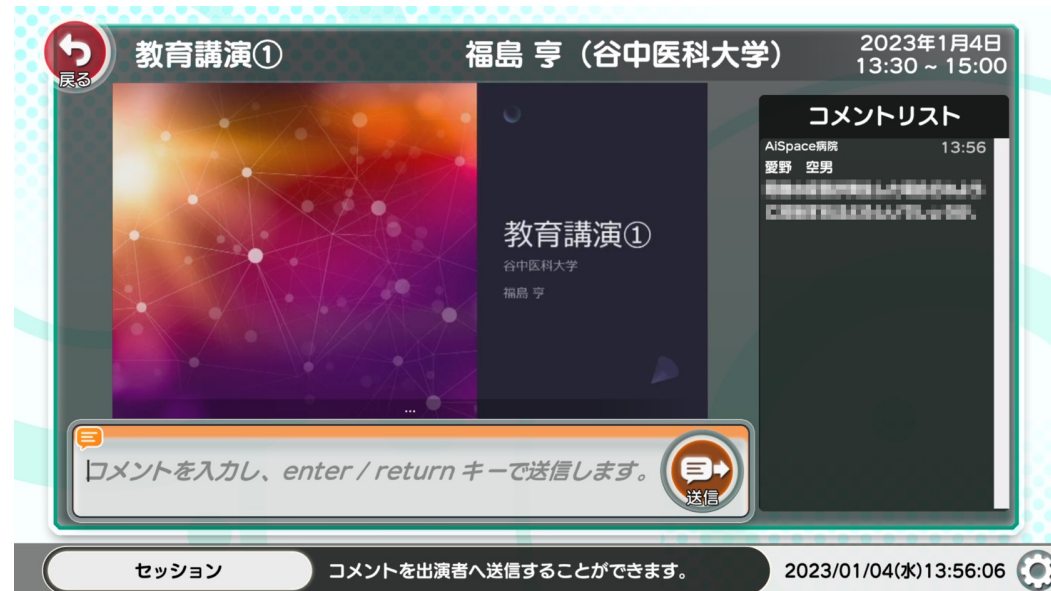 戻る
教育講演①
福島 亨（谷中医科大学）
2023年1月4日
13:30 ~ 15:00
教育講演①
谷中医科大学
福島 亨
...
コメントリスト
AiSpace病院 13:56
愛野 空男
コメントを入力し、enter / return キーで送信します。
送信
セッション
コメントを出演者へ送信することができます。
2023/01/04(水)13:56:06